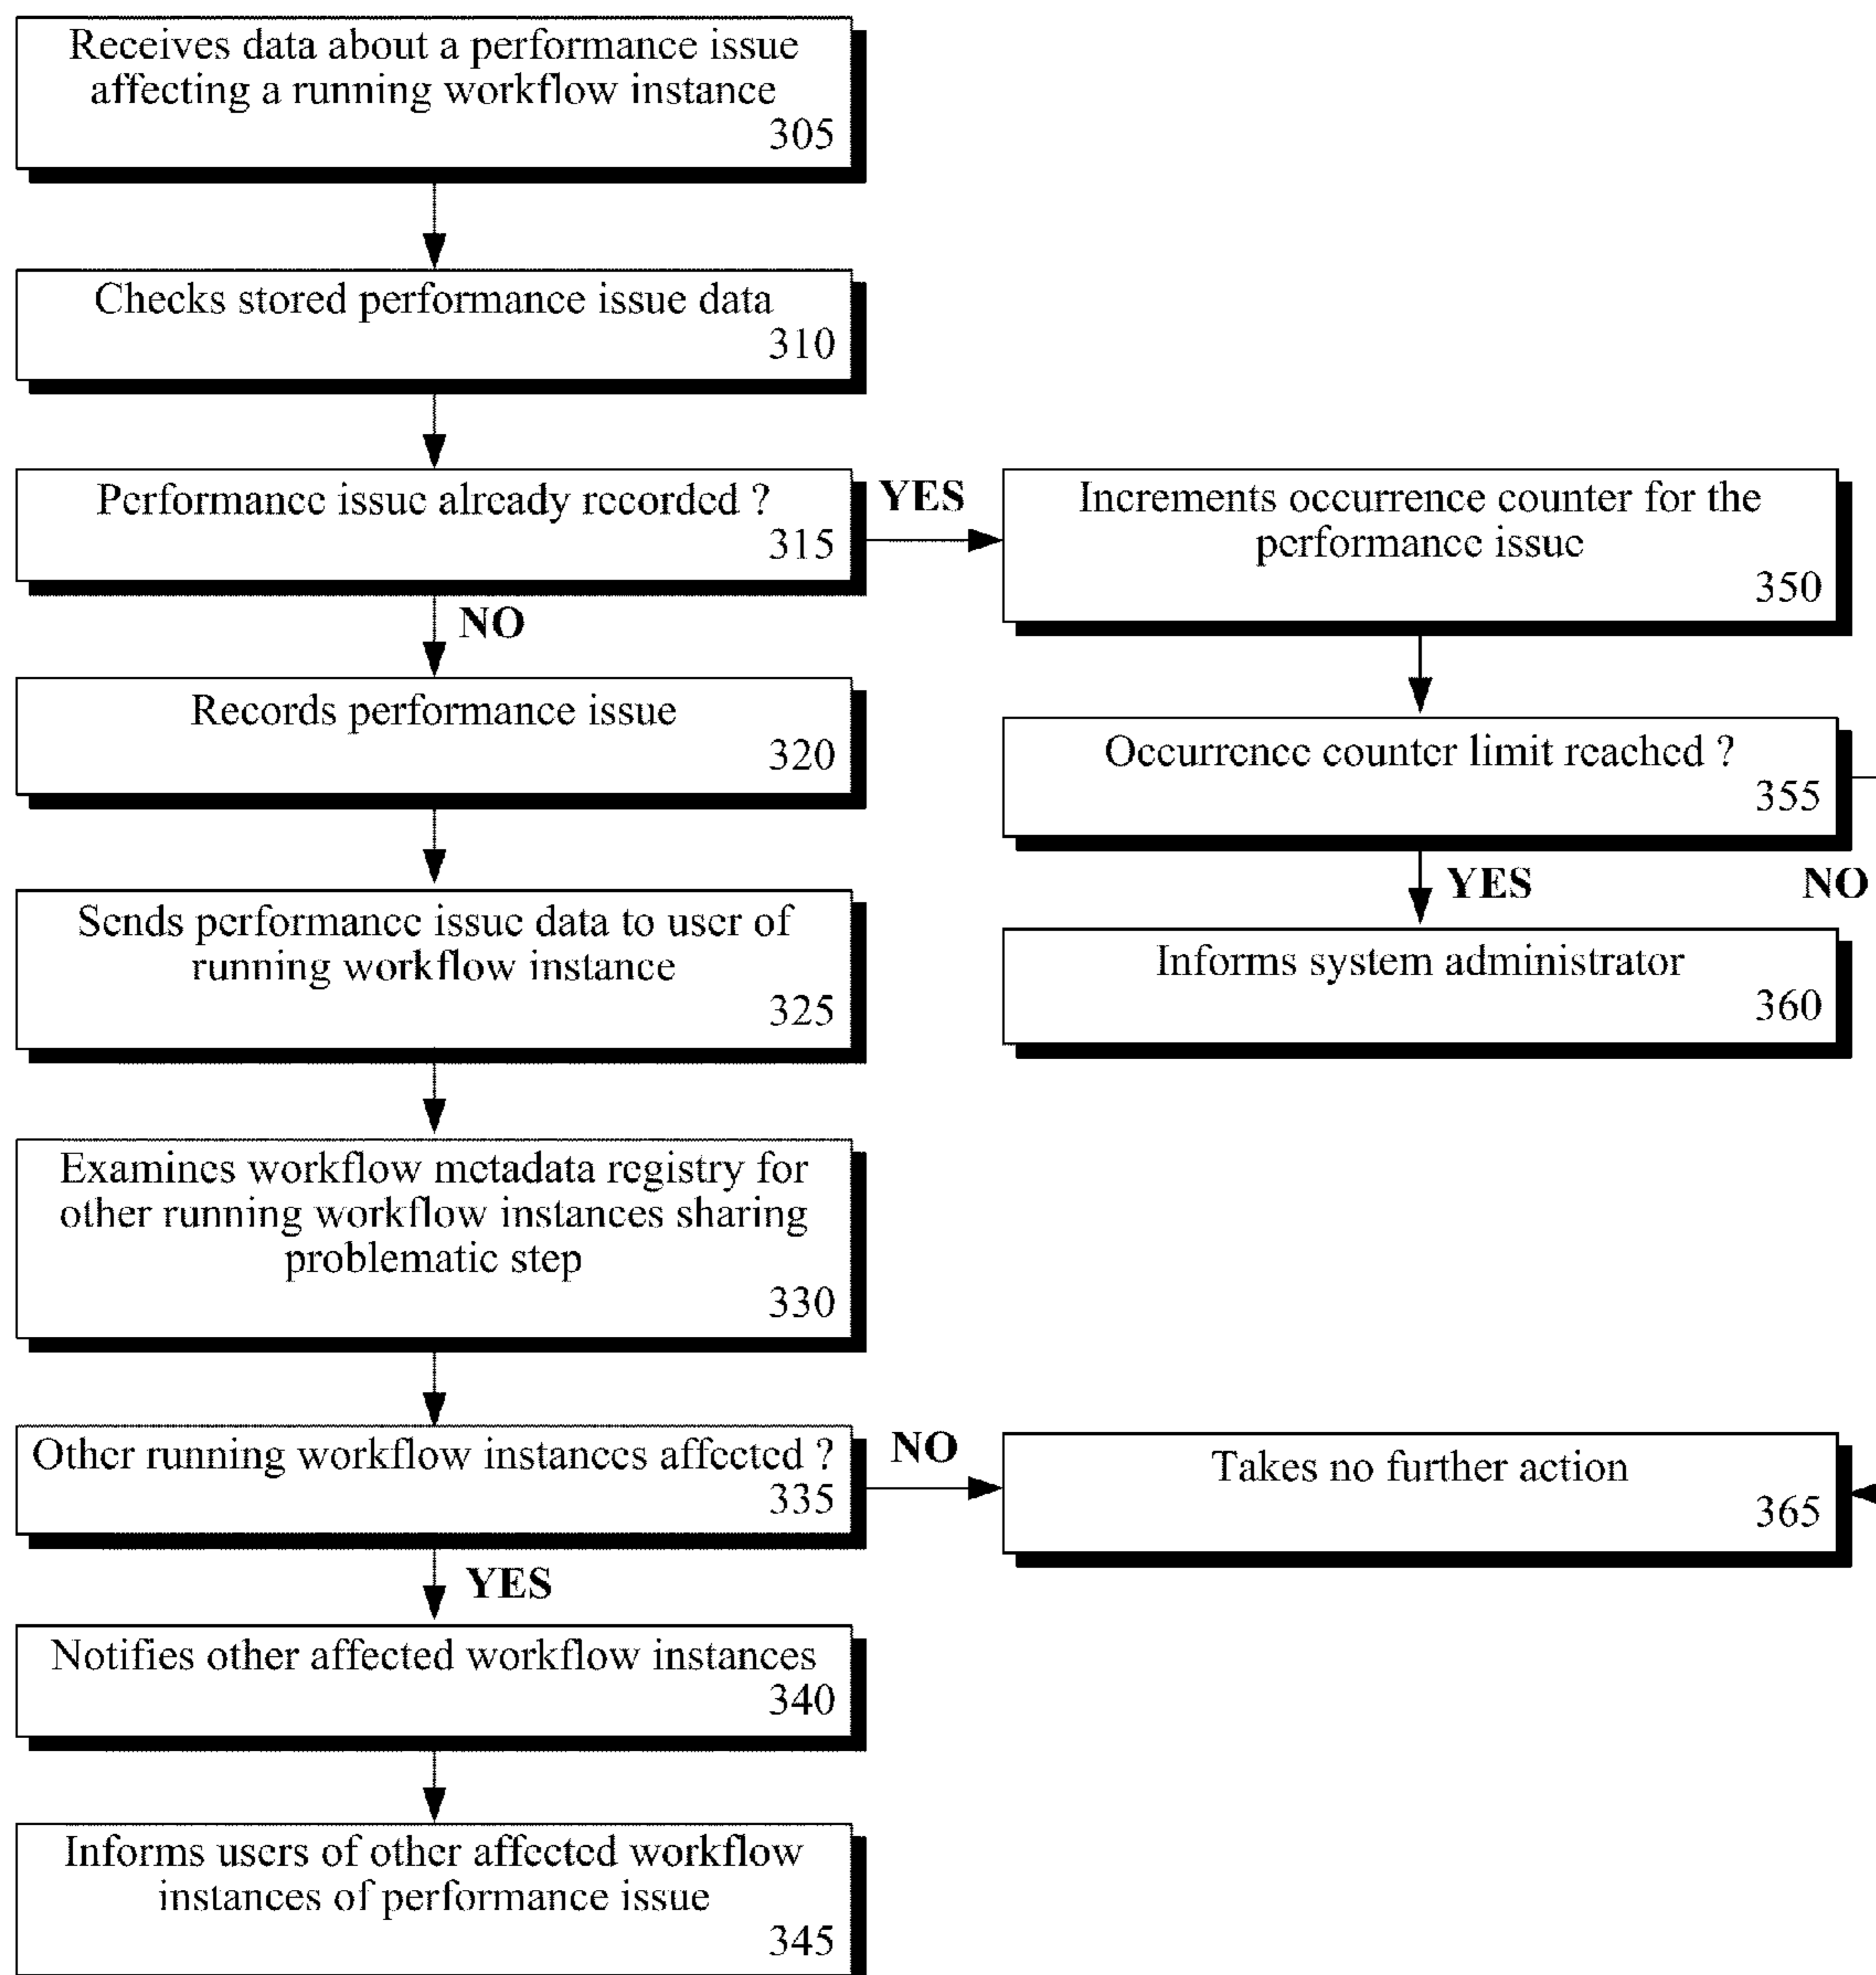 Receives data about a performance issue
affecting a running workflow instance
305
Checks stored performance issue data
310
Performance issue already recorded ?
315
YES
NO
Increments occurrence counter for the
performance issue
350
Records performance issue
320
Occurrence counter limit reached ?
355
YES
NO
Sends performance issue data to user of
running workflow instance
325
Informs system administrator
360
Examines workflow metadata registry for
other running workflow instances sharing
problematic step
330
Other running workflow instances affected ?
335
NO
YES
Takes no further action
365
Notifies other affected workflow instances
340
Informs users of other affected workflow
instances of performance issue
345